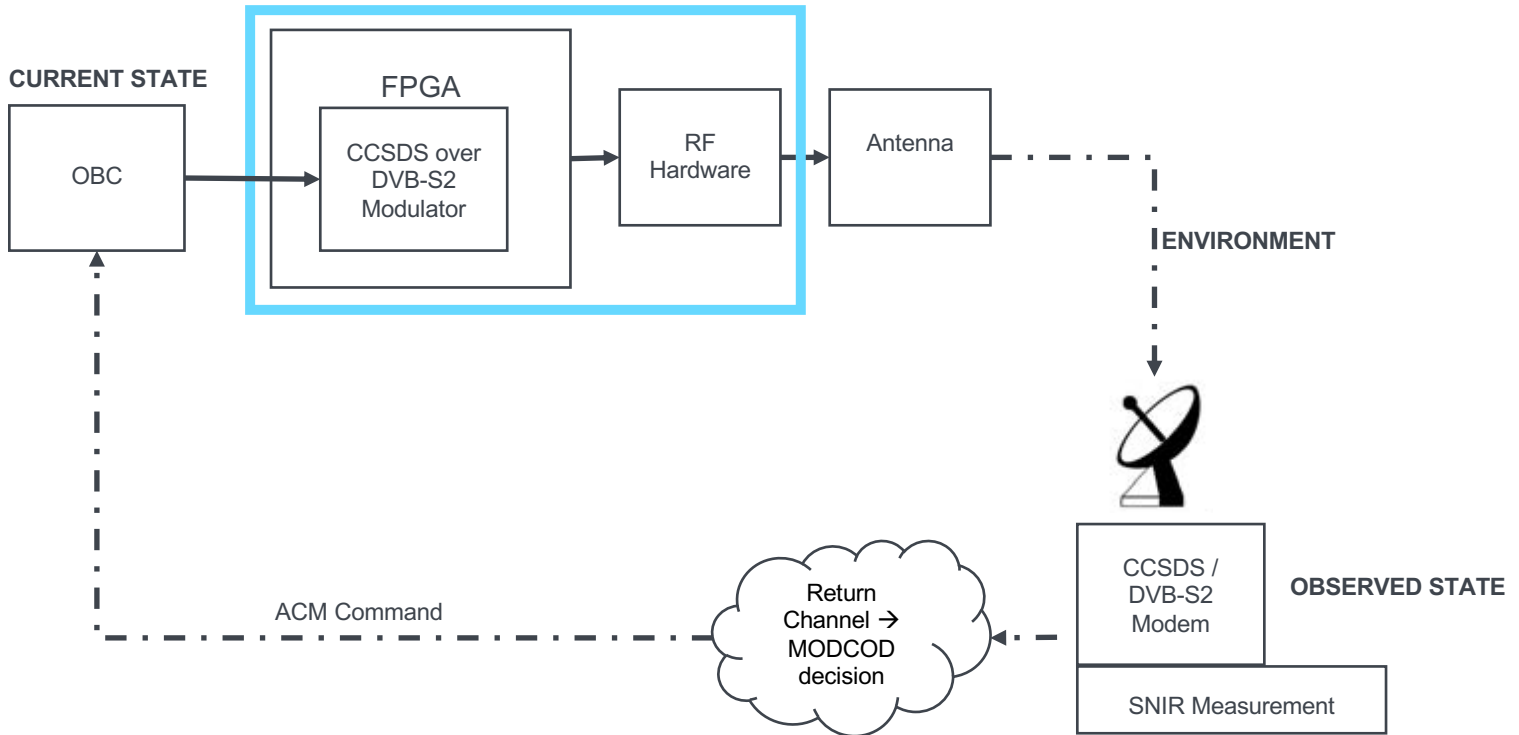 CURRENT STATE
OBC
FPGA
CCSDS over
DVB-S2
Modulator
RF
Hardware
Antenna
ENVIRONMENT
CCSDS /
DVB-S2
Modem
OBSERVED STATE
SNIR Measurement
Return
Channel →
MODCOD
decision
ACM Command